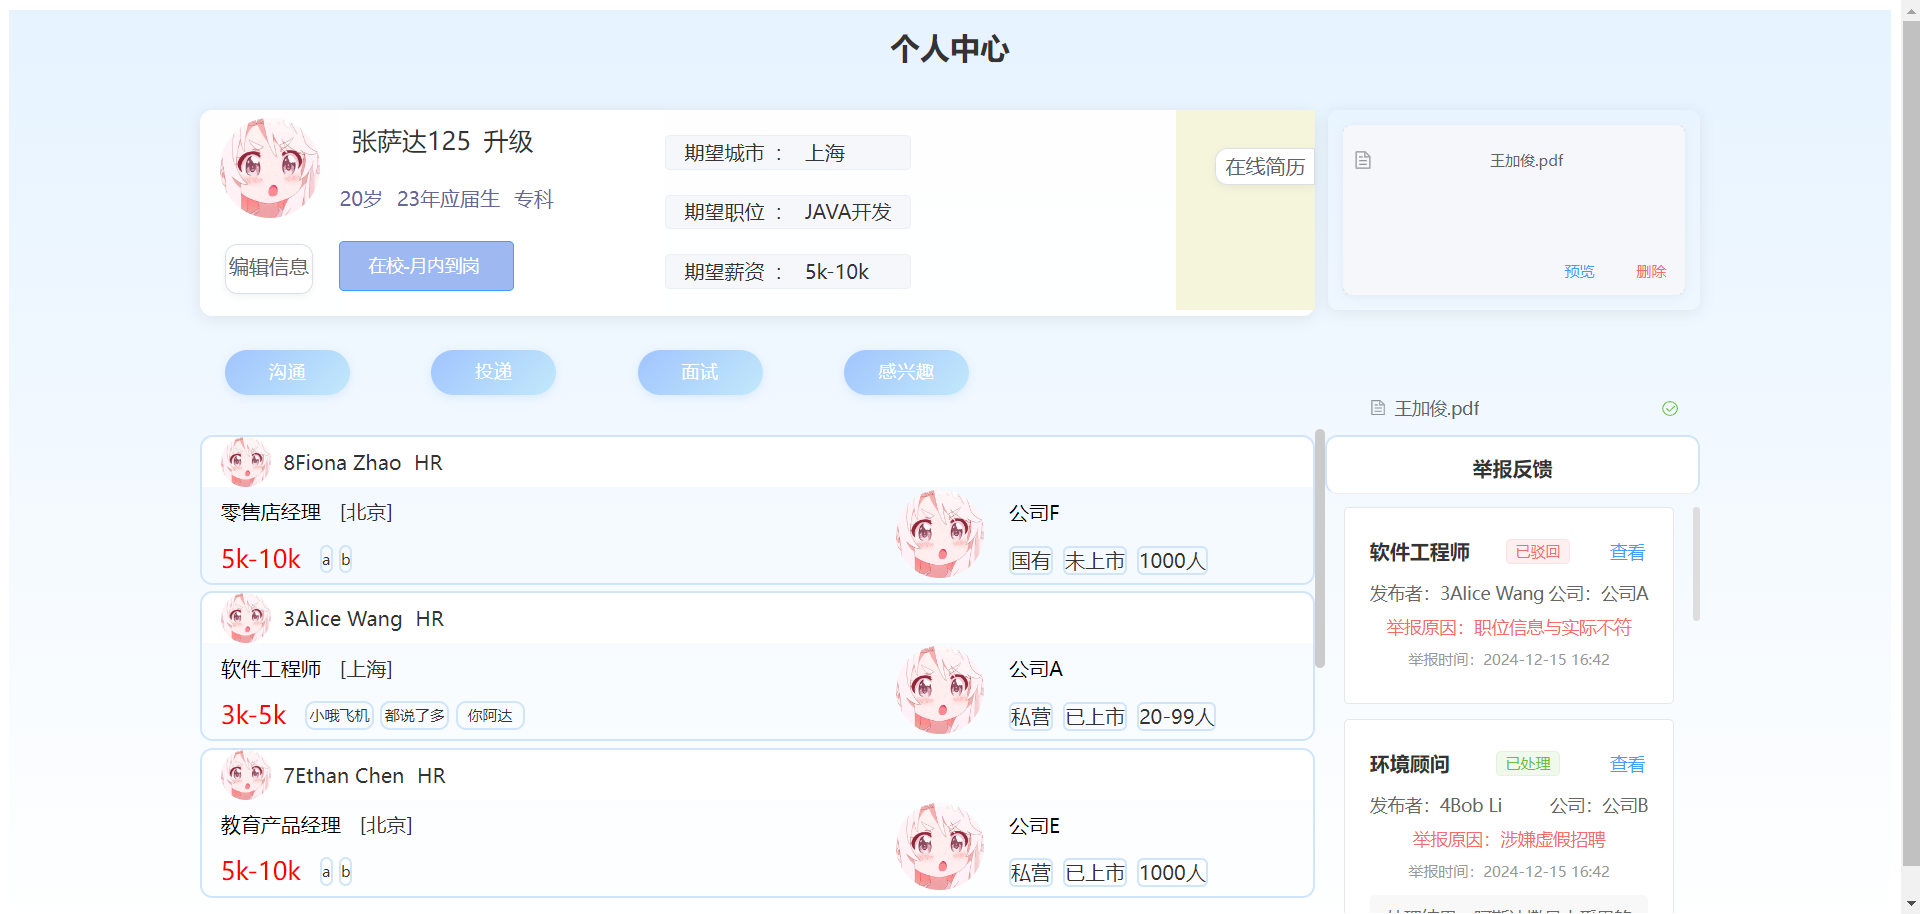 个人中心
张萨达125 升级
20岁 23年应届生 专科
编辑信息
在校-月内到岗
期望城市 ： 上海
期望职位 ： JAVA开发
期望薪资 ： 5k-10k
在线简历
王加俊.pdf
预览 删除
沟通 投递 面试 感兴趣
王加俊.pdf
8Fiona Zhao HR
零售店经理 [北京]
5k-10k a b
公司F
国有 未上市 1000人
3Alice Wang HR
软件工程师 [上海]
3k-5k 小哦飞机 都说了多 你阿达
公司A
私营 已上市 20-99人
7Ethan Chen HR
教育产品经理 [北京]
5k-10k a b
公司E
私营 已上市 1000人
举报反馈
软件工程师 已驳回 查看
发布者：3Alice Wang 公司：公司A
举报原因：职位信息与实际不符
举报时间：2024-12-15 16:42
环境顾问 已处理 查看
发布者：4Bob Li 公司：公司B
举报原因：涉嫌虚假招聘
举报时间：2024-12-15 16:42